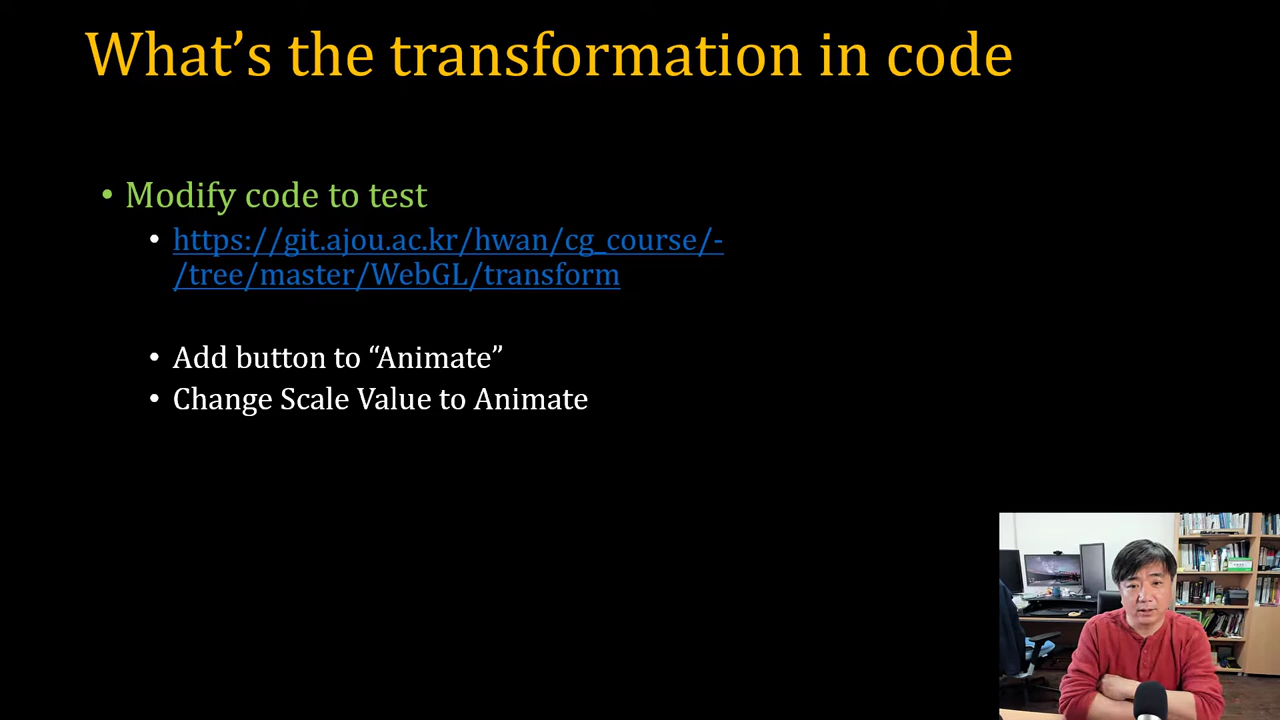 What’s the transformation in code
• Modify code to test
• https://git.ajou.ac.kr/hwan/cg_course/-
/tree/master/WebGL/transform
• Add button to “Animate”
• Change Scale Value to Animate